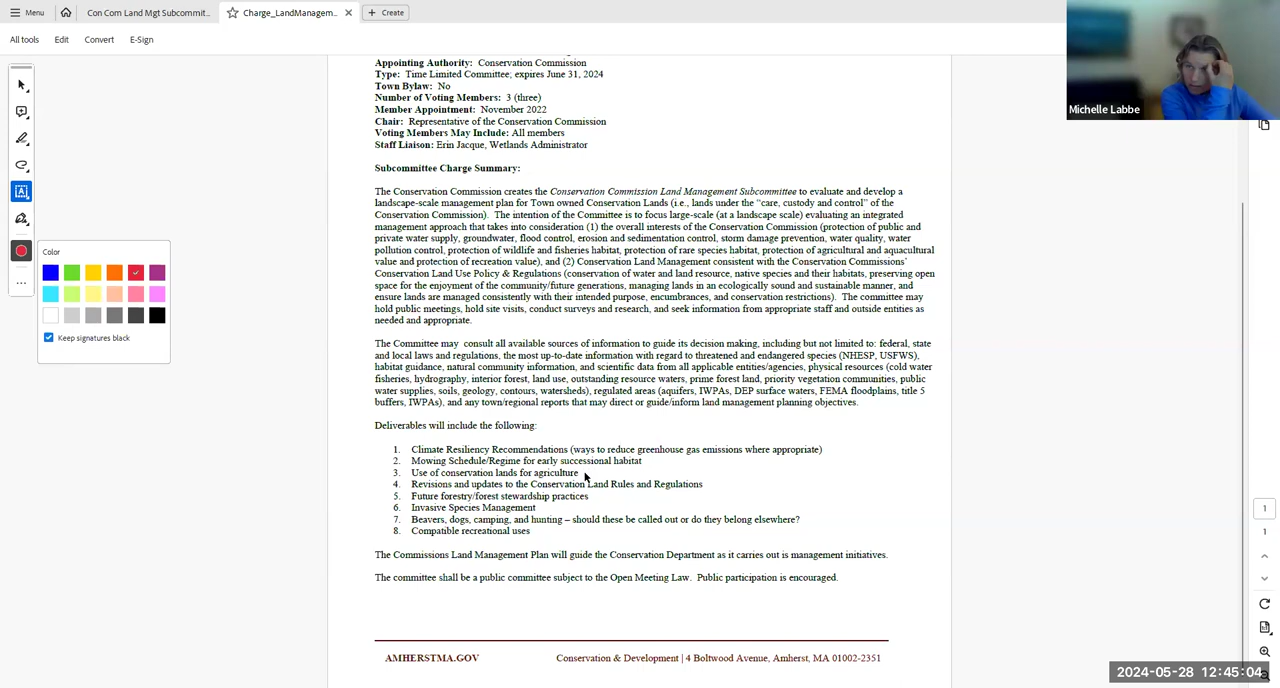 Menu
Con Com Land Mgt Subcommit...
Charge_LandManagem...
Create
All tools
Edit
Convert
E-Sign
Michelle Labbe
Appointing Authority: Conservation Commission
Type: Time Limited Committee; expires June 31, 2024
Town Bylaw: No
Number of Voting Members: 3 (three)
Member Appointment: November 2022
Chair: Representative of the Conservation Commission
Voting Members May Include: All members
Staff Liaison: Erin Jacque, Wetlands Administrator
Subcommittee Charge Summary:
The Conservation Commission creates the Conservation Commission Land Management Subcommittee to evaluate and develop a
landscape-scale management plan for Town owned Conservation Lands (i.e., lands under the “care, custody and control” of the
Conservation Commission). The intention of the Committee is to focus large-scale (at a landscape scale) evaluating an integrated
management approach that takes into consideration (1) the overall interests of the Conservation Commission (protection of public and
private water supply, groundwater, flood control, erosion and sedimentation control, storm damage prevention, water quality, water
pollution control, protection of wildlife and fisheries habitat, protection of rare species habitat, protection of agricultural and aquacultural
value and protection of recreation value), and (2) Conservation Land Management consistent with the Conservation Commissions’
Conservation Land Use Policy & Regulations (conservation of water and land resource, native species and their habitats, preserving open
space for the enjoyment of the community/future generations, managing lands in an ecologically sound and sustainable manner, and
ensure lands are managed consistently with their intended purpose, encumbrances, and conservation restrictions). The committee may
hold public meetings, hold site visits, conduct surveys and research, and seek information from appropriate staff and outside entities as
needed and appropriate.
The Committee may consult all available sources of information to guide its decision making, including but not limited to: federal, state
and local laws and regulations, the most up-to-date information with regard to threatened and endangered species (NHESP, USFWS),
habitat guidance, natural community information, and scientific data from all applicable entities/agencies, physical resources (cold water
fisheries, hydrography, interior forest, land use, outstanding resource waters, prime forest land, priority vegetation communities, public
water supplies, soils, geology, contours, watersheds), regulated areas (aquifers, IWPAs, DEP surface waters, FEMA floodplains, title 5
buffers, IWPAs), and any town/regional reports that may direct or guide/inform land management planning objectives.
Deliverables will include the following:
1. Climate Resiliency Recommendations (ways to reduce greenhouse gas emissions where appropriate)
2. Mowing Schedule/Regime for early successional habitat
3. Use of conservation lands for agriculture
4. Revisions and updates to the Conservation Land Rules and Regulations
5. Future forestry/forest stewardship practices
6. Invasive Species Management
7. Beavers, dogs, camping, and hunting – should these be called out or do they belong elsewhere?
8. Compatible recreational uses
The Commissions Land Management Plan will guide the Conservation Department as it carries out is management initiatives.
The committee shall be a public committee subject to the Open Meeting Law. Public participation is encouraged.
AMHERSTMA.GOV
Conservation & Development | 4 Boltwood Avenue, Amherst, MA 01002-2351
Color
Keep signatures black
1
1
2024-05-28 12:45:04